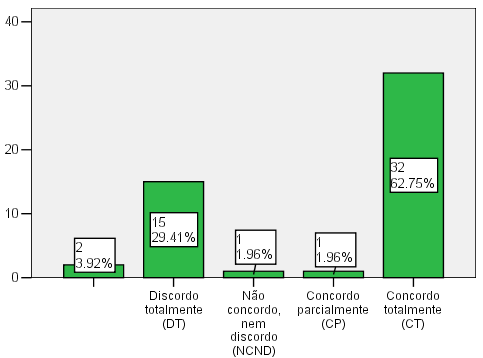 40
30
20
10
0
2
3.92%
15
29.41%
1
1.96%
1
1.96%
32
62.75%
Discordo
totalmente
(DT)
Não
concordo,
nem
discordo
(NCND)
Concordo
parcialmente
(CP)
Concordo
totalmente
(CT)